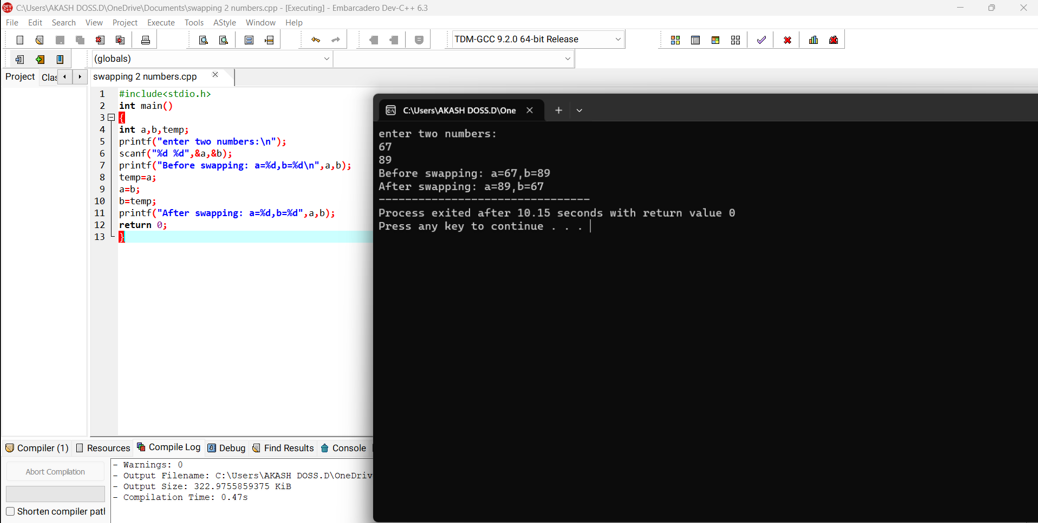 C:\Users\AKASH DOSS.D\OneDrive\Documents\swapping 2 numbers.cpp - [Executing] - Embarcadero Dev-C++ 6.3
File Edit Search View Project Execute Tools AStyle Window Help
TDM-GCC 9.2.0 64-bit Release
(globals)
Project Clas swapping 2 numbers.cpp
1 #include<stdio.h>
2 int main()
3 {
4 int a,b,temp;
5 printf("enter two numbers:\n");
6 scanf("%d %d",&a,&b);
7 printf("Before swapping: a=%d,b=%d\n",a,b);
8 temp=a;
9 a=b;
10 b=temp;
11 printf("After swapping: a=%d,b=%d",a,b);
12 return 0;
13 }
C:\Users\AKASH DOSS.D\One
enter two numbers:
67
89
Before swapping: a=67,b=89
After swapping: a=89,b=67
--------------------------------
Process exited after 10.15 seconds with return value 0
Press any key to continue . . .
Compiler (1) Resources Compile Log Debug Find Results Console
Abort Compilation
Shorten compiler patl
- Warnings: 0
- Output Filename: C:\Users\AKASH DOSS.D\OneDriv
- Output Size: 322.9755859375 KiB
- Compilation Time: 0.47s